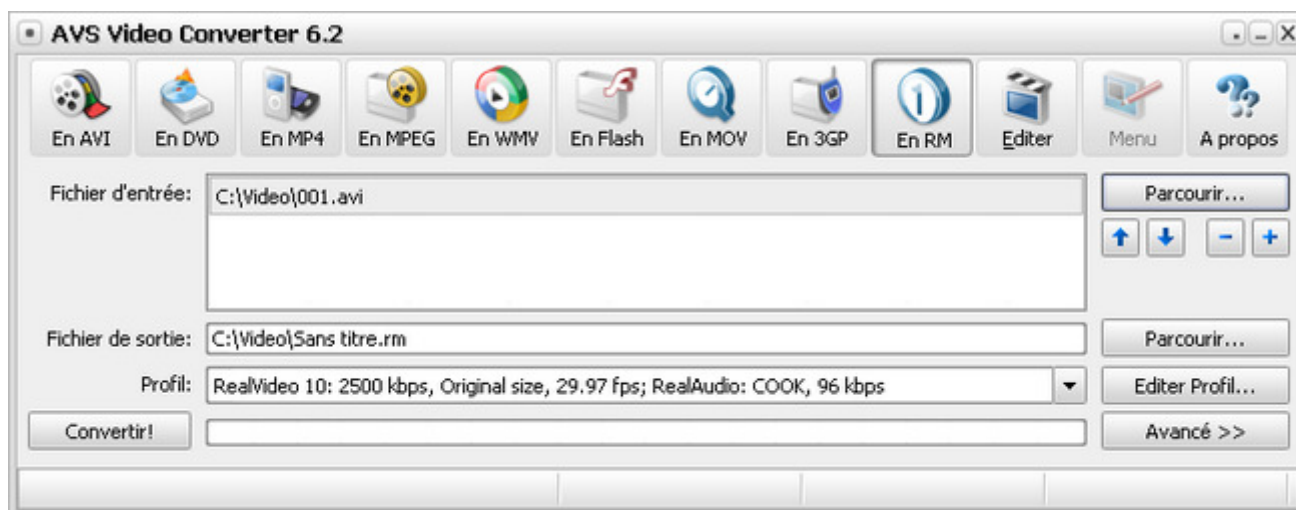 AVS Video Converter 6.2
En AVI En DVD En MP4 En MPEG En WMV En Flash En MOV En 3GP En RM Editer Menu A propos
Fichier d'entrée: C:\Video\001.avi Parcourir...
Fichier de sortie: C:\Video\Sans titre.rm Parcourir...
Profil: RealVideo 10: 2500 kbps, Original size, 29.97 fps; RealAudio: COOK, 96 kbps Editer Profil...
Convertir! Avancé >>